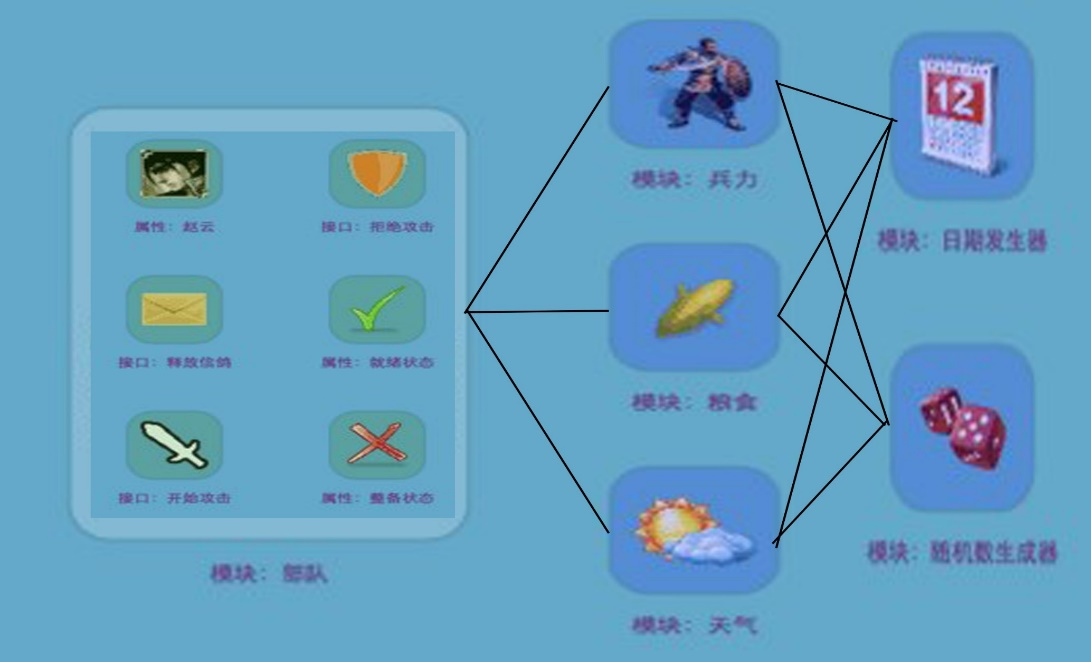 属性：赵云
接口：拒绝攻击
接口：释放信鸽
属性：就绪状态
接口：开始攻击
属性：整备状态
模块：部队
模块：兵力
模块：粮食
模块：天气
12
模块：日期发生器
模块：随机数生成器